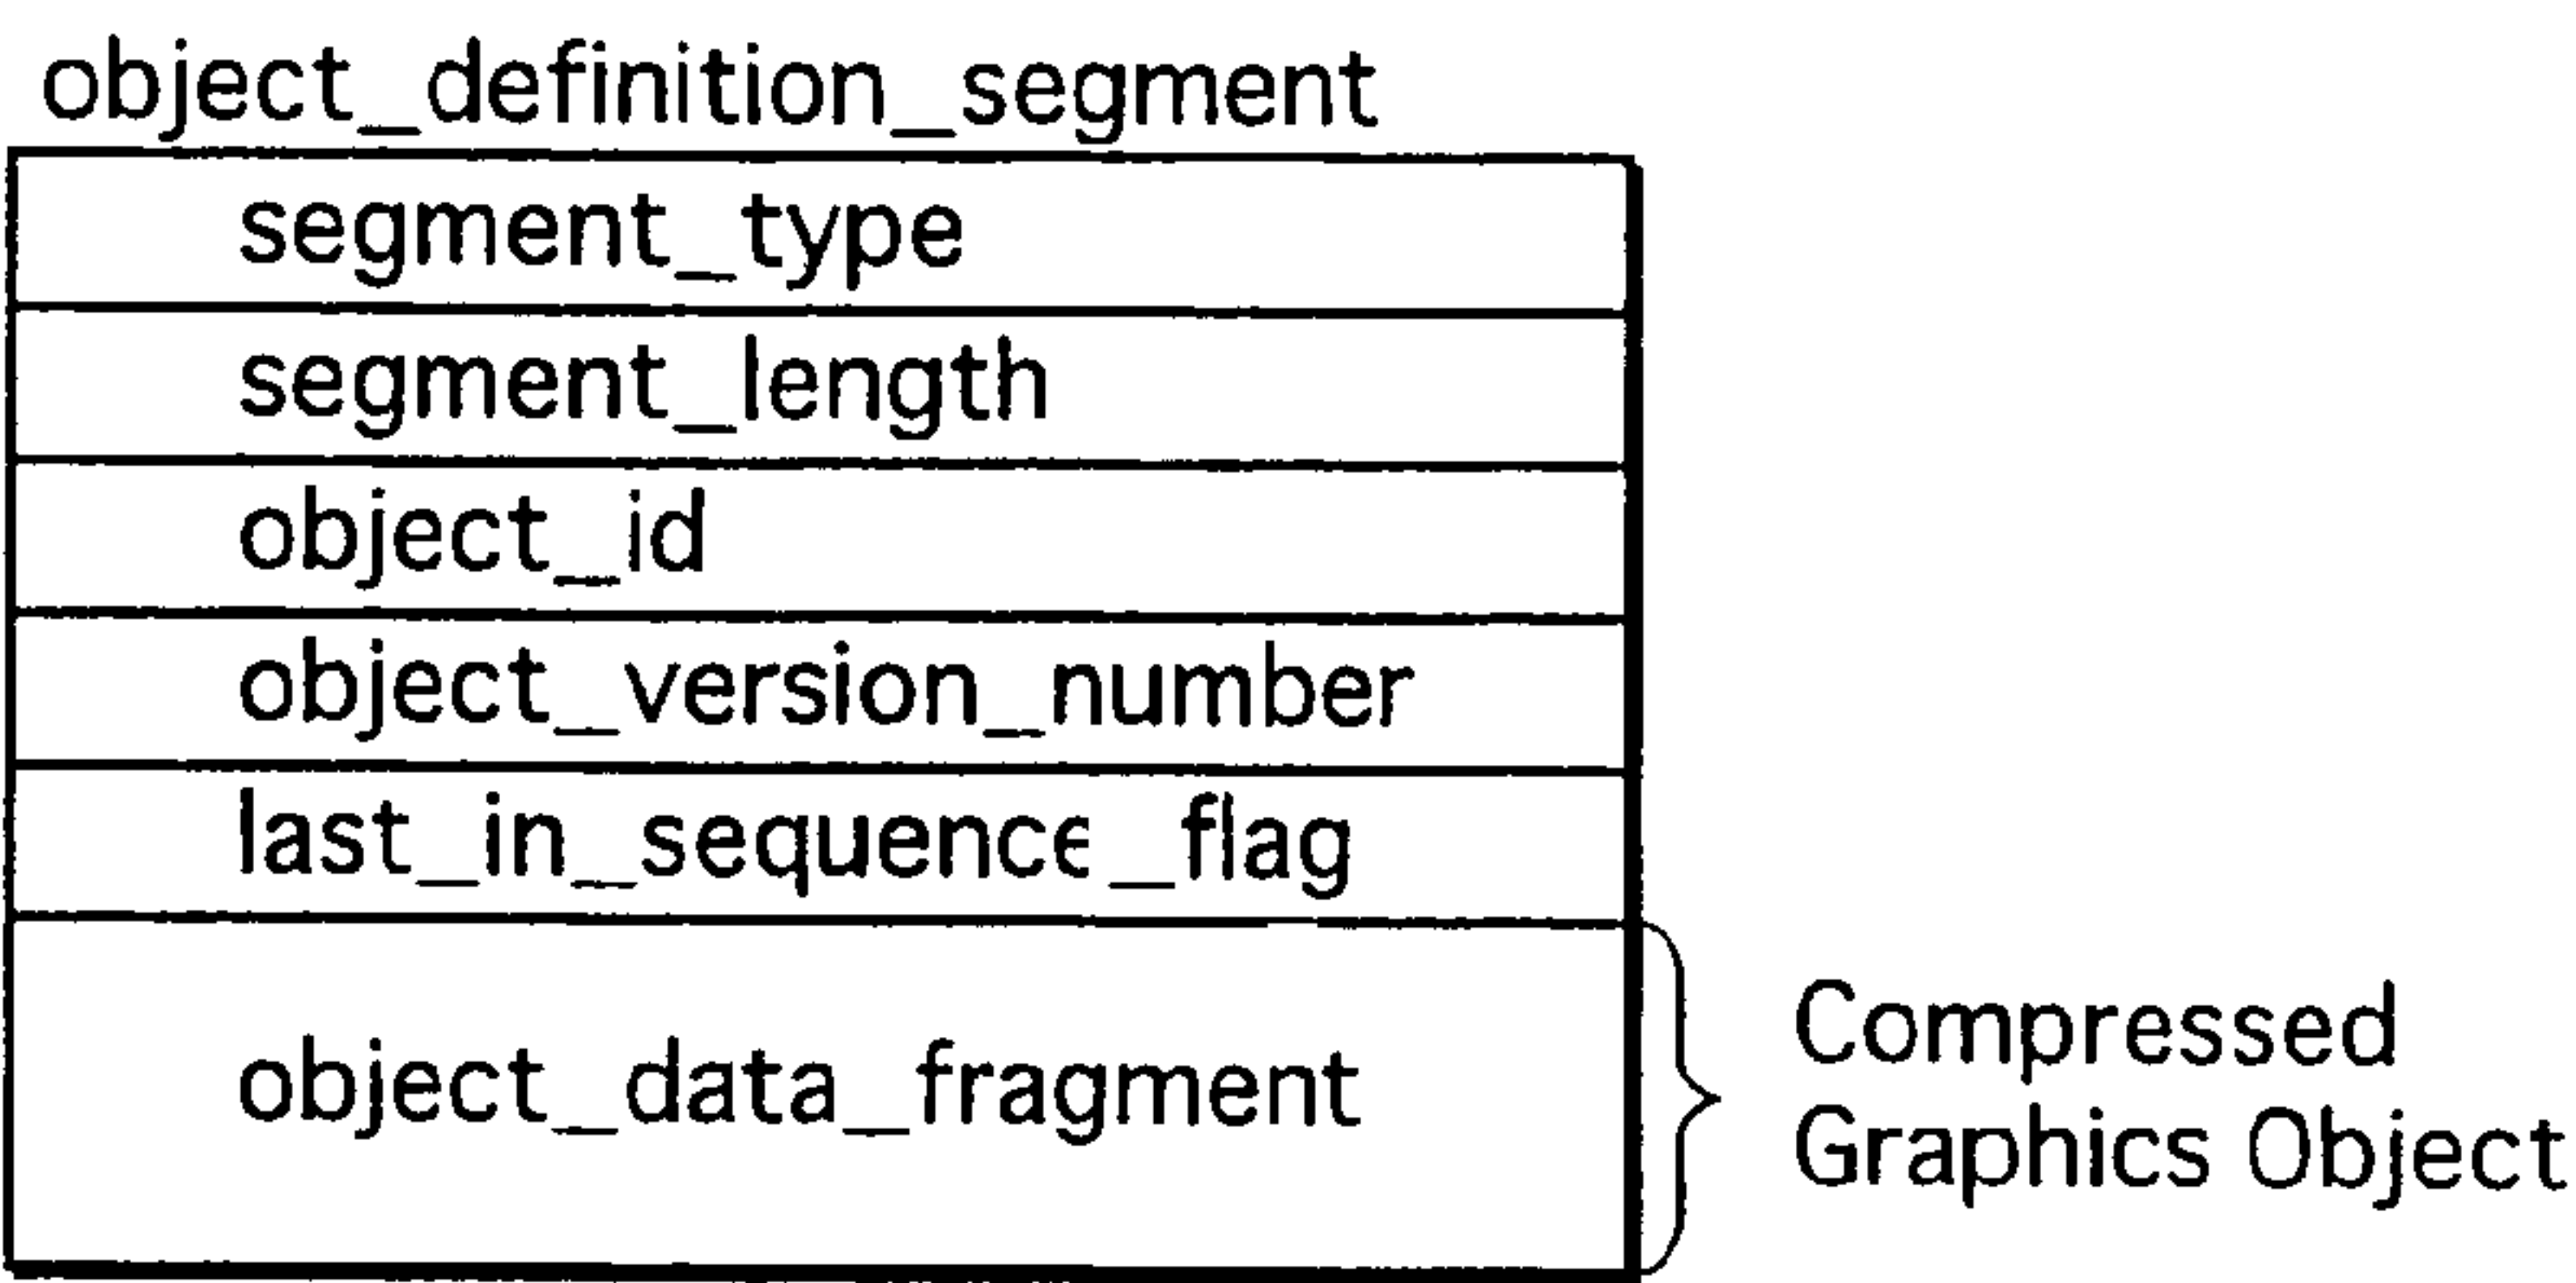 object_definition_segment
segment_type
segment_length
object_id
object_version_number
last_in_sequence_flag
object_data_fragment
Compressed
Graphics Object